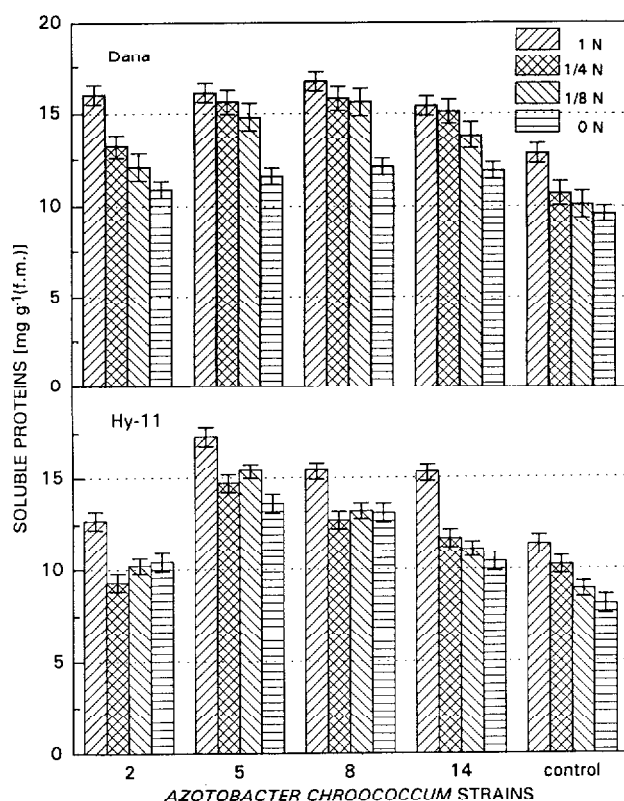 20
Dana
1 N
1/4 N
1/8 N
0 N
15
10
5
0
SOLUBLE PROTEINS [mg g-1(f.m.)]
Hy-11
15
10
5
0
2 5 8 14 control
AZOTOBACTER CHROOCOCCUM STRAINS